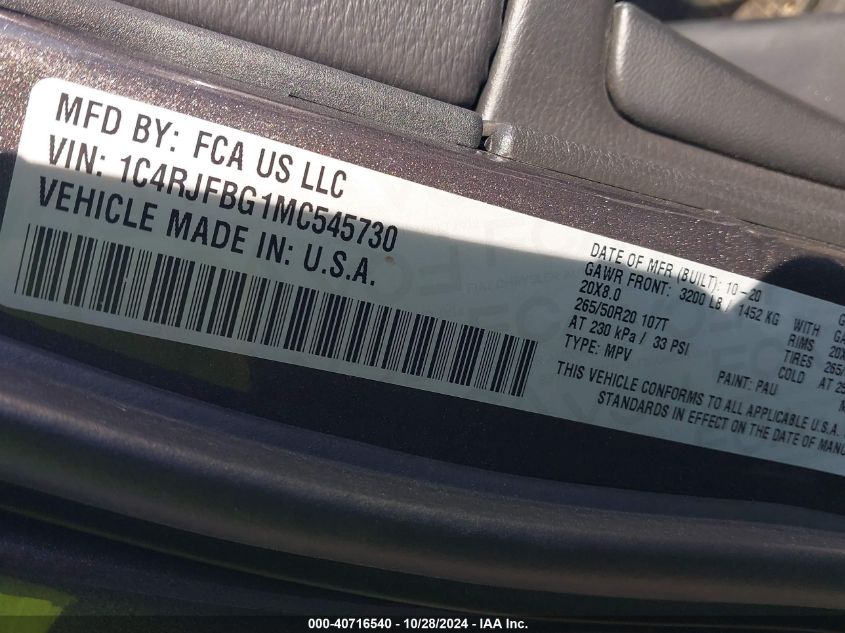 MFD BY: FCA US LLC
VIN: 1C4RJFBG1MC545730
VEHICLE MADE IN: U.S.A.
DATE OF MFR (BUILT): 10-20
GAWR FRONT: 3200 LB / 1452 KG WITH
20X8.0 RIMS
265/50R20 107T TIRES
AT 230 kPa / 33 PSI COLD
TYPE: MPV PAINT: PAU
THIS VEHICLE CONFORMS TO ALL APPLICABLE U.S.A.
STANDARDS IN EFFECT ON THE DATE OF
000-40716540 - 10/28/2024 - IAA Inc.